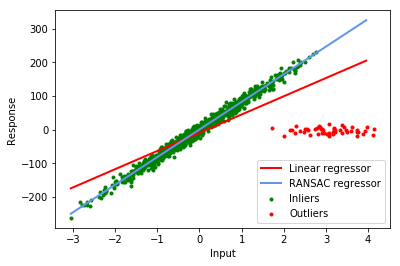 300
200
100
0
−100
−200
Response
−3
−2
−1
0
1
2
3
4
Input
Linear regressor
RANSAC regressor
Inliers
Outliers